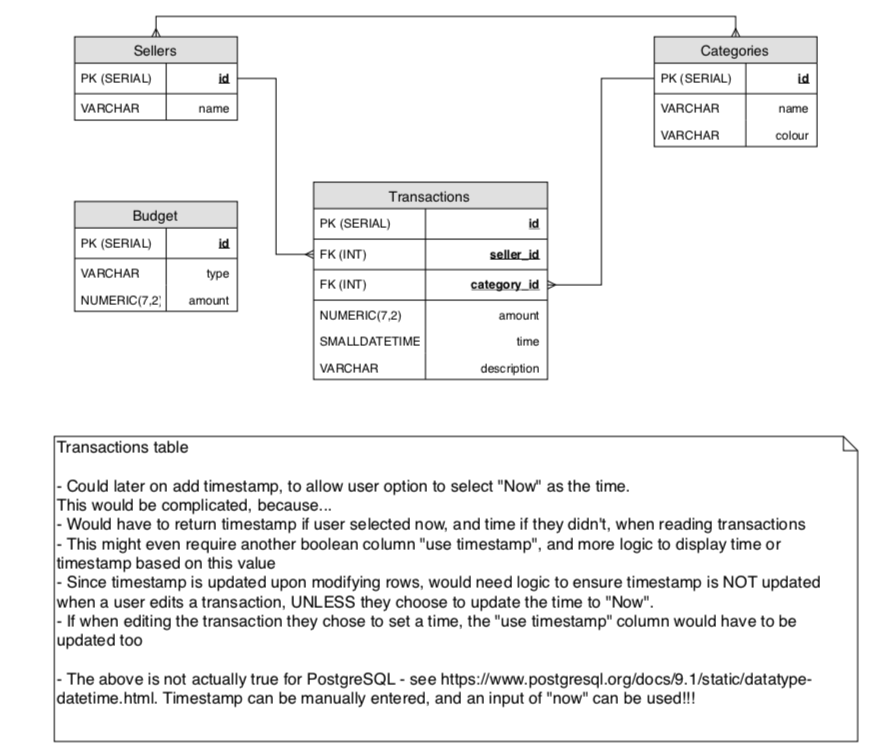 Sellers
PK (SERIAL) id
VARCHAR name
Categories
PK (SERIAL) id
VARCHAR name
VARCHAR colour
Budget
PK (SERIAL) id
VARCHAR type
NUMERIC(7,2) amount
Transactions
PK (SERIAL) id
FK (INT) seller_id
FK (INT) category_id
NUMERIC(7,2) amount
SMALLDATETIME time
VARCHAR description
Transactions table
- Could later on add timestamp, to allow user option to select "Now" as the time.
This would be complicated, because...
- Would have to return timestamp if user selected now, and time if they didn't, when reading transactions
- This might even require another boolean column "use timestamp", and more logic to display time or
timestamp based on this value
- Since timestamp is updated upon modifying rows, would need logic to ensure timestamp is NOT updated
when a user edits a transaction, UNLESS they choose to update the time to "Now".
- If when editing the transaction they chose to set a time, the "use timestamp" column would have to be
updated too
- The above is not actually true for PostgreSQL - see https://www.postgresql.org/docs/9.1/static/datatype-
datetime.html. Timestamp can be manually entered, and an input of "now" can be used!!!